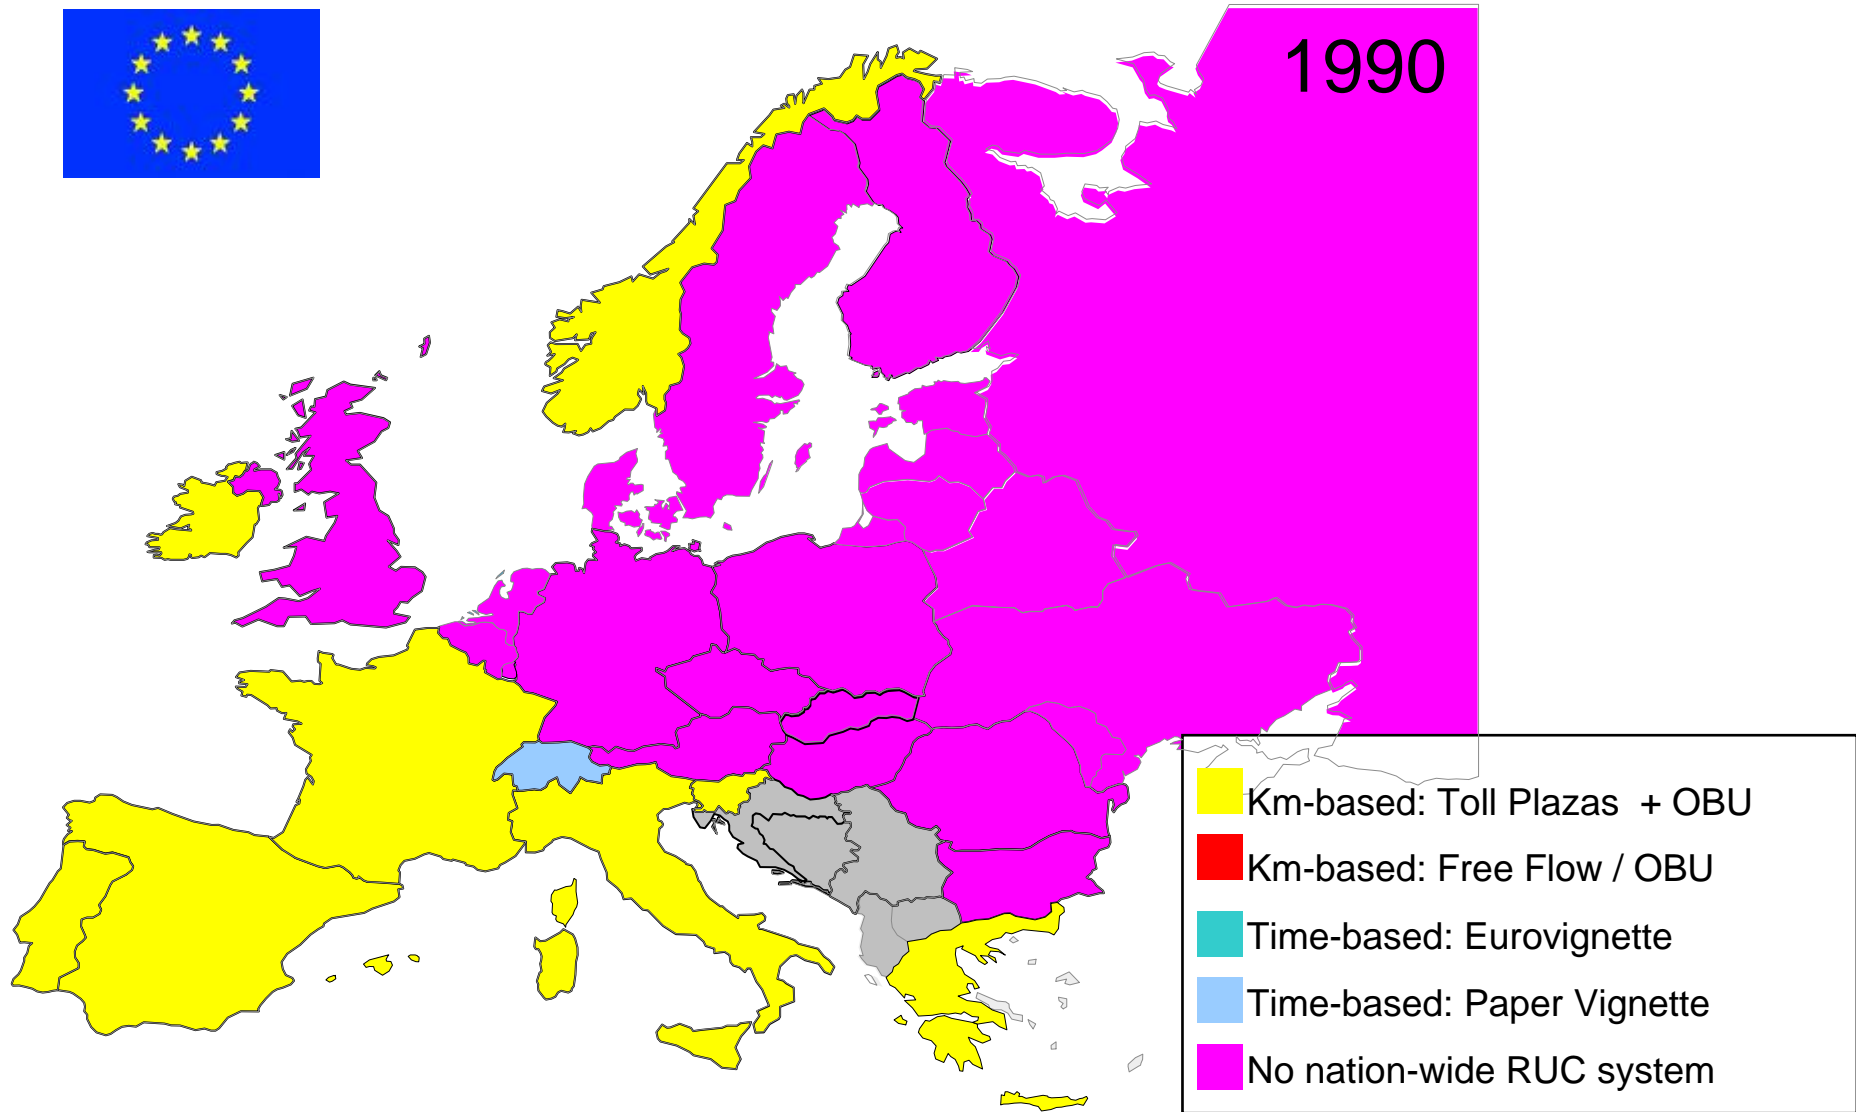 1990
Km-based: Toll Plazas + OBU
Km-based: Free Flow / OBU
Time-based: Eurovignette
Time-based: Paper Vignette
No nation-wide RUC system